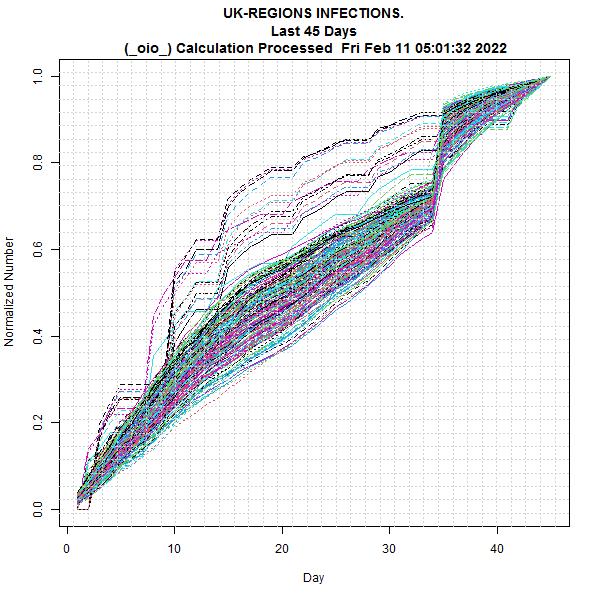 UK-REGIONS INFECTIONS.
Last 45 Days
(_oio_) Calculation Processed  Fri Feb 11 05:01:32 2022
Normalized Number
1.0
0.8
0.6
0.4
0.2
0.0
0 10 20 30 40
Day